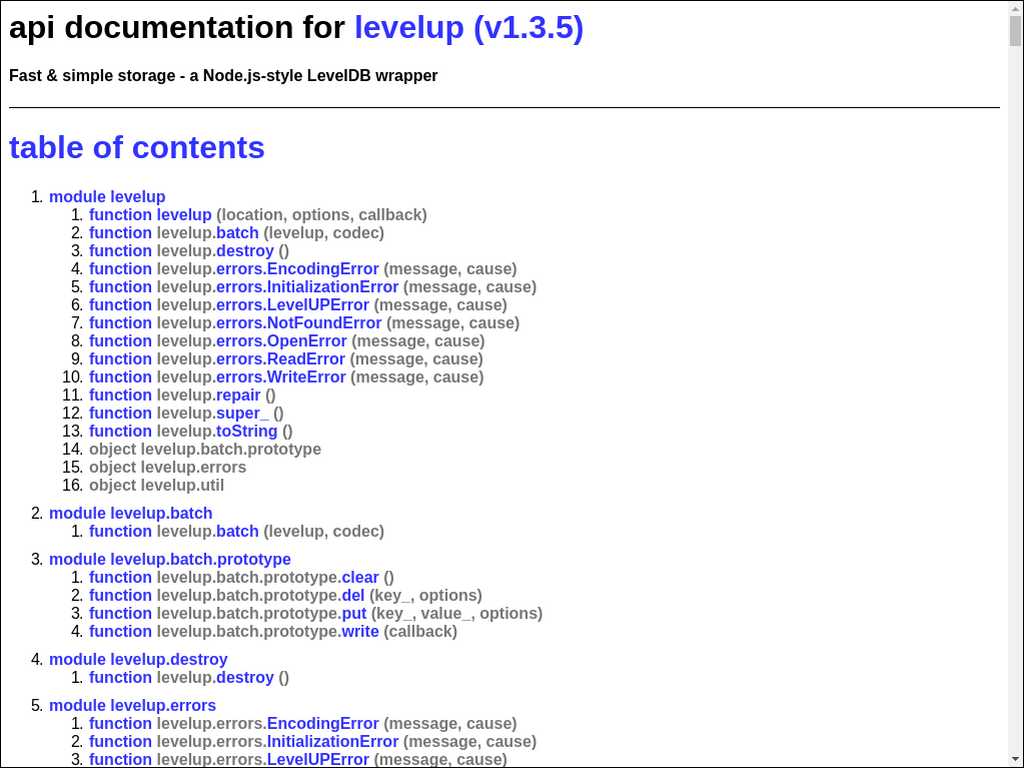 api documentation for levelup (v1.3.5)
Fast & simple storage - a Node.js-style LevelDB wrapper
table of contents
1. module levelup
1. function levelup (location, options, callback)
2. function levelup.batch (levelup, codec)
3. function levelup.destroy ()
4. function levelup.errors.EncodingError (message, cause)
5. function levelup.errors.InitializationError (message, cause)
6. function levelup.errors.LevelUPError (message, cause)
7. function levelup.errors.NotFoundError (message, cause)
8. function levelup.errors.OpenError (message, cause)
9. function levelup.errors.ReadError (message, cause)
10. function levelup.errors.WriteError (message, cause)
11. function levelup.repair ()
12. function levelup.super_ ()
13. function levelup.toString ()
14. object levelup.batch.prototype
15. object levelup.errors
16. object levelup.util
2. module levelup.batch
1. function levelup.batch (levelup, codec)
3. module levelup.batch.prototype
1. function levelup.batch.prototype.clear ()
2. function levelup.batch.prototype.del (key_, options)
3. function levelup.batch.prototype.put (key_, value_, options)
4. function levelup.batch.prototype.write (callback)
4. module levelup.destroy
1. function levelup.destroy ()
5. module levelup.errors
1. function levelup.errors.EncodingError (message, cause)
2. function levelup.errors.InitializationError (message, cause)
3. function levelup.errors.LevelUPError (message, cause)